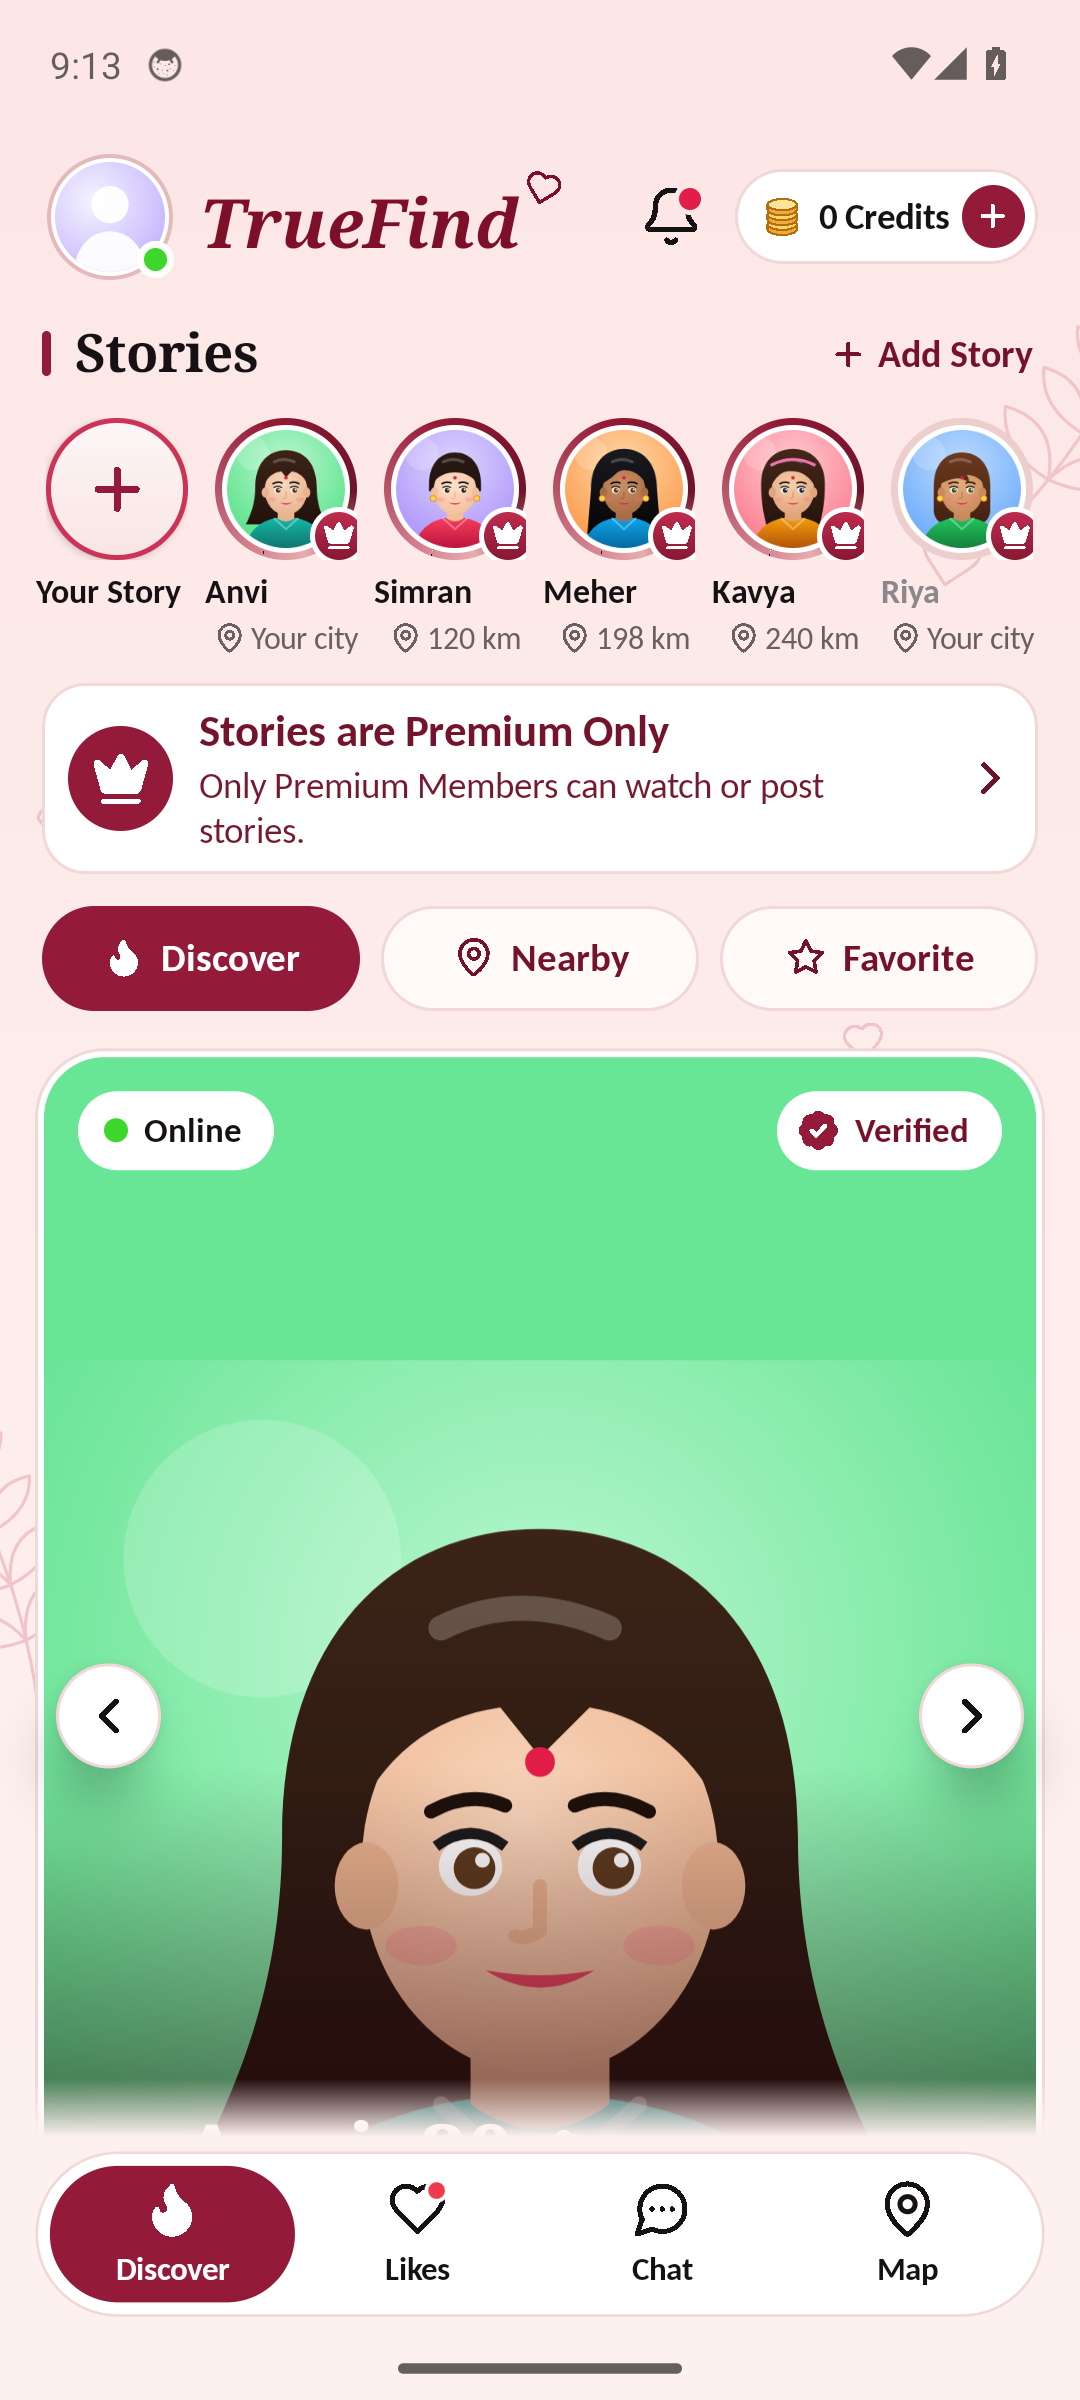 9:13
TrueFind
0 Credits
Stories
Add Story
Your Story
Anvi
Simran
Meher
Kavya
Riya
Your city
120 km
198 km
240 km
Your city
Stories are Premium Only
Only Premium Members can watch or post
stories.
Discover
Nearby
Favorite
Online
Verified
Discover
Likes
Chat
Map